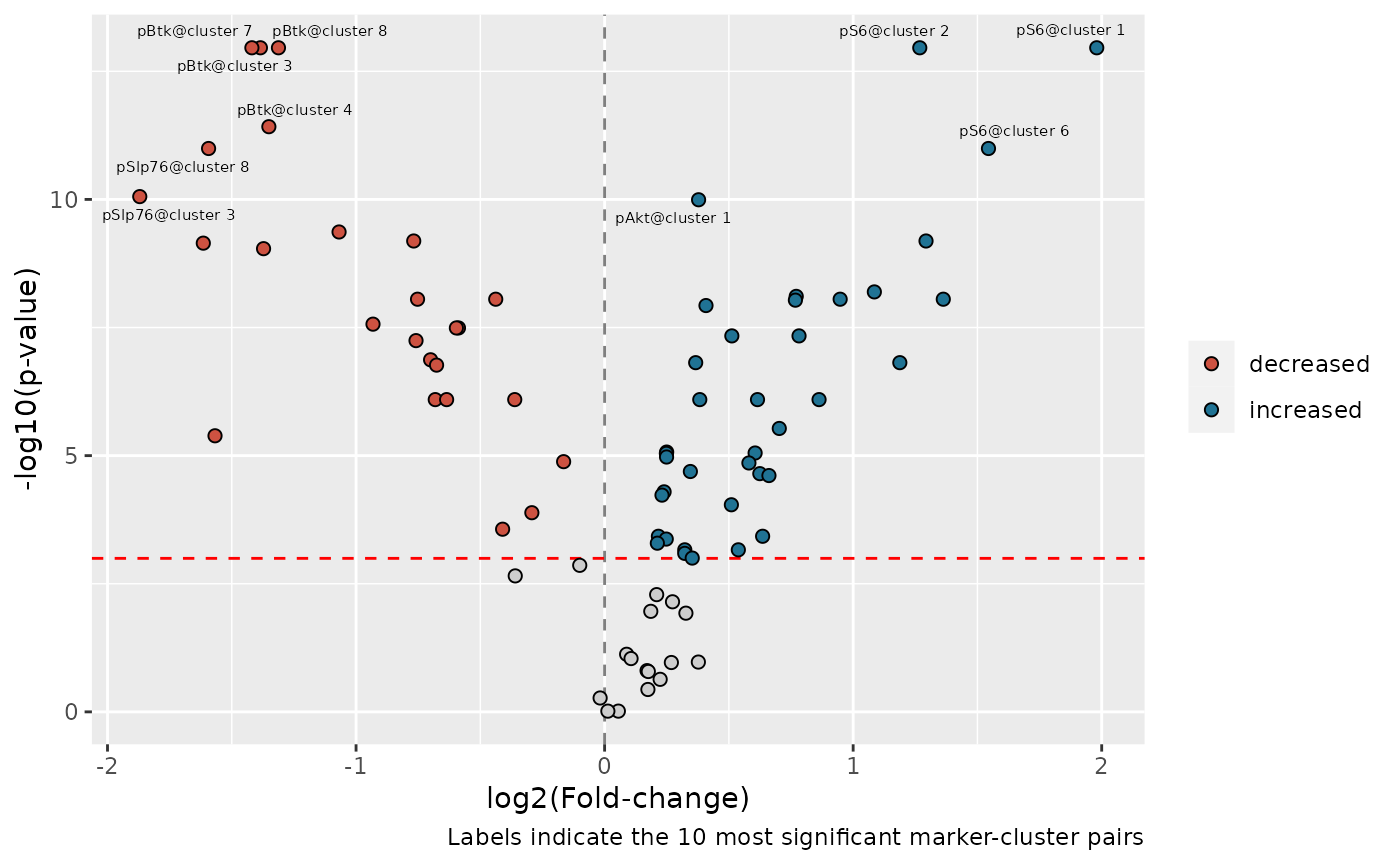 pBtk@cluster 7
pBtk@cluster 8
pS6@cluster 2
pS6@cluster 1
pBtk@cluster 3
pBtk@cluster 4
pS6@cluster 6
pSlp76@cluster 8
pSlp76@cluster 3
pAkt@cluster 1
10
5
0
-log10(p-value)
-2
-1
0
1
2
log2(Fold-change)
decreased
increased
Labels indicate the 10 most significant marker-cluster pairs